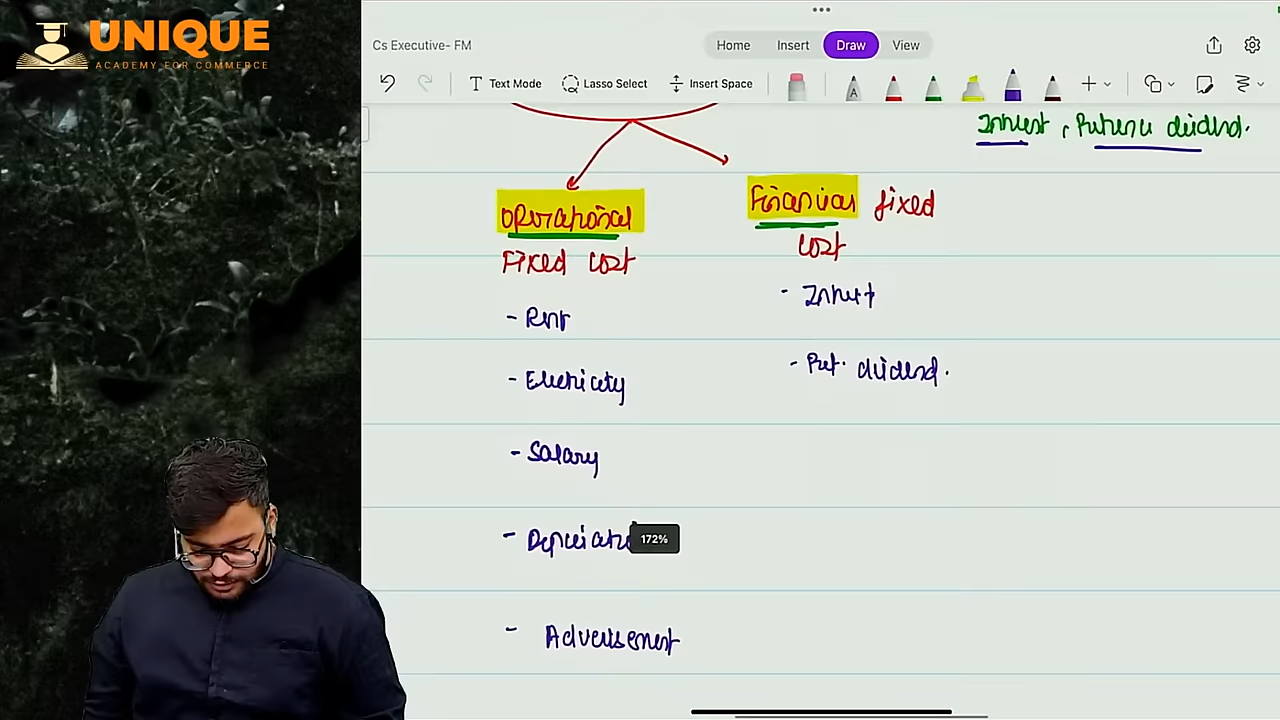 UNIQUE
ACADEMY FOR COMMERCE
Cs Executive- FM
Home Insert Draw View
Text Mode Lasso Select Insert Space
Interest, Preference dividend.
Operational Fixed cost
- Rent
- Electricity
- Salary
- Depreciation
- Advertisement
Financial fixed cost
- Interest
- Pref. dividend.
172%